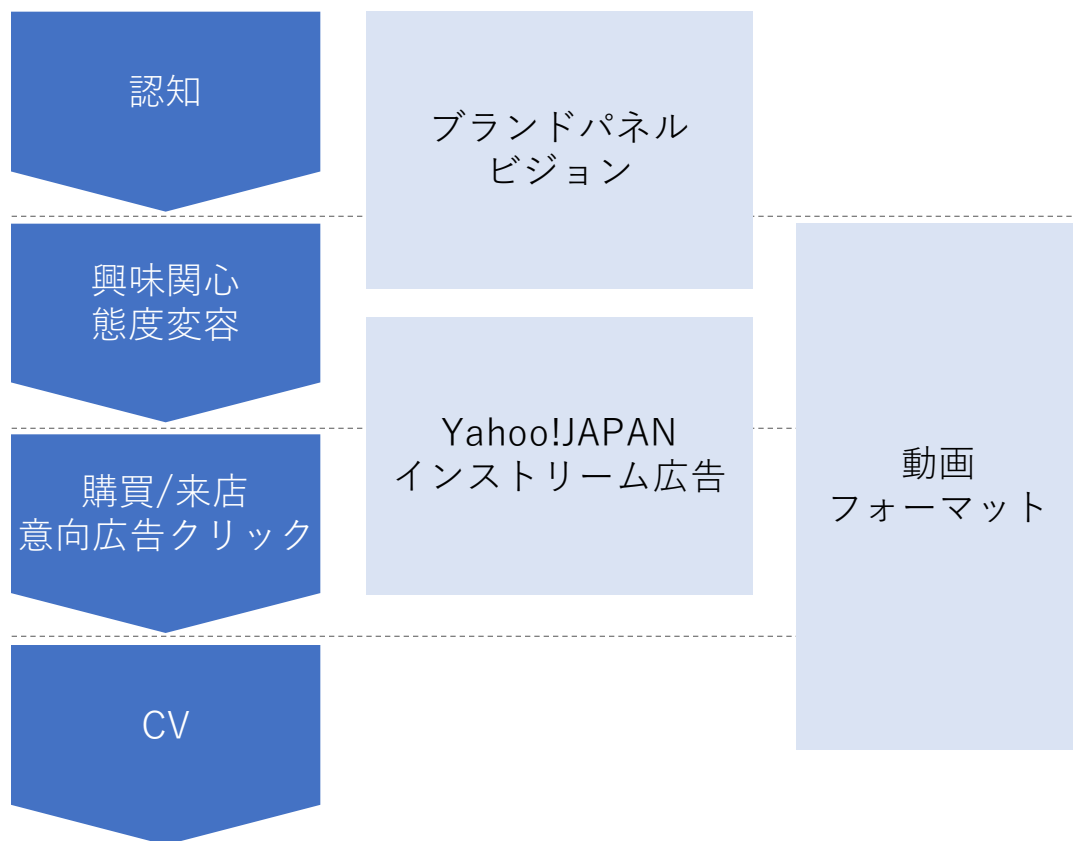 認知
ブランドパネル
ビジョン
興味関心
態度変容
Yahoo!JAPAN
インストリーム広告
動画
フォーマット
購買/来店
意向広告クリック
CV